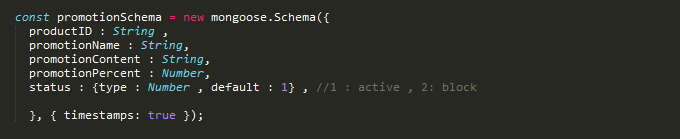 const promotionSchema = new mongoose.Schema({
productID : String ,
promotionName : String,
promotionContent : String,
promotionPercent : Number,
status : {type : Number , default : 1} , //1 : active , 2: block
}, { timestamps: true });